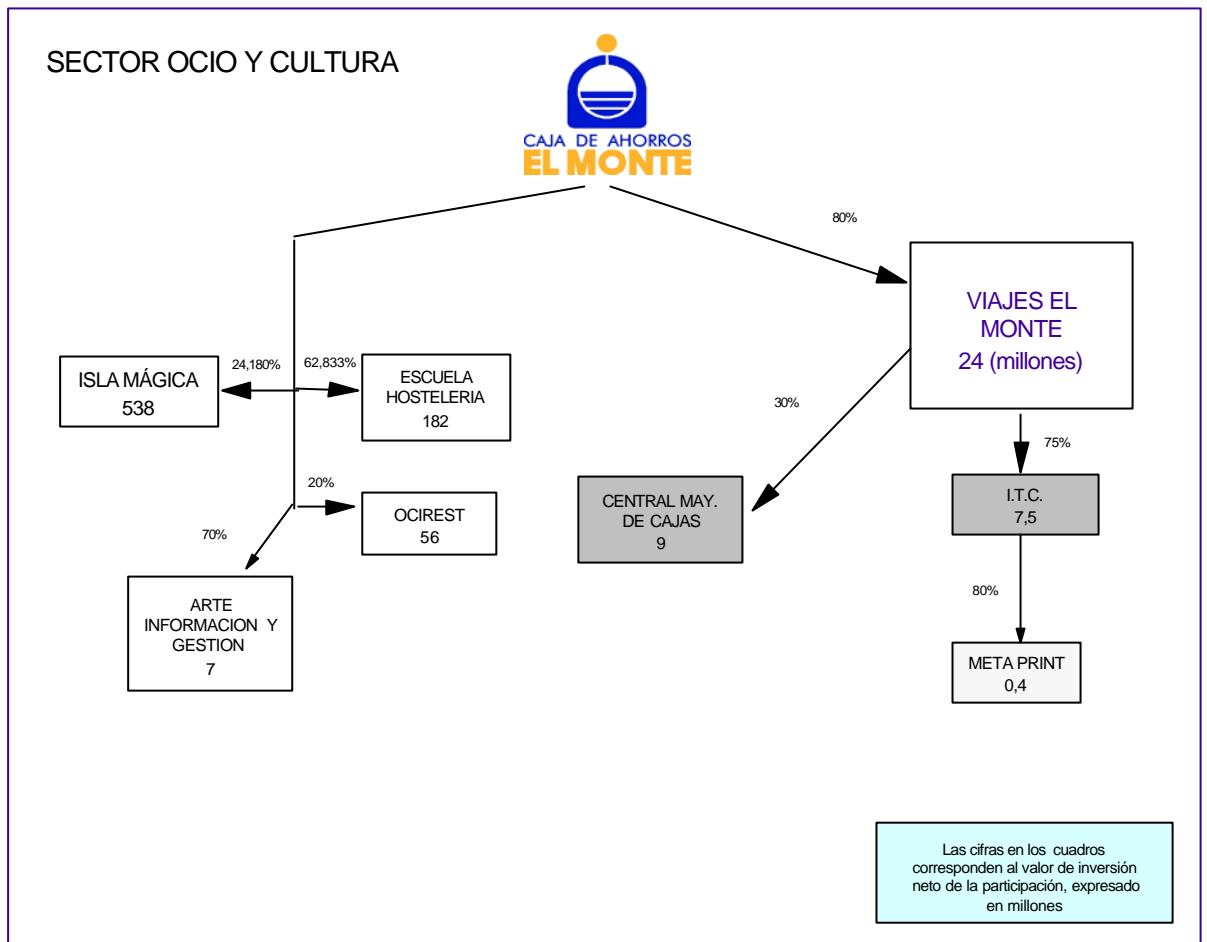 SECTOR OCIO Y CULTURA
CAJA DE AHORROS
EL MONTE
80%
VIAJES EL
MONTE
24 (millones)
24,180%
62,833%
ISLA MÁGICA
538
ESCUELA
HOSTELERIA
182
30%
75%
20%
OCIREST
56
CENTRAL MAY.
DE CAJAS
9
I.T.C.
7,5
70%
ARTE
INFORMACION Y
GESTION
7
80%
META PRINT
0,4
Las cifras en los cuadros
corresponden al valor de inversión
neto de la participación, expresado
en millones